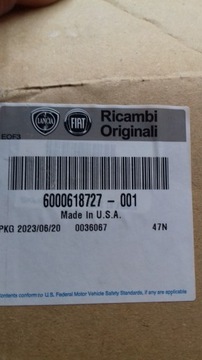 LANCIA
FIAT
Ricambi
Originali
EOF3
6000618727 - 001
Made In U.S.A.
PKG 2023/06/20 0036067 47N
ontents conform to U.S. Federal Motor Vehicle Safety Standards, if any are applicable